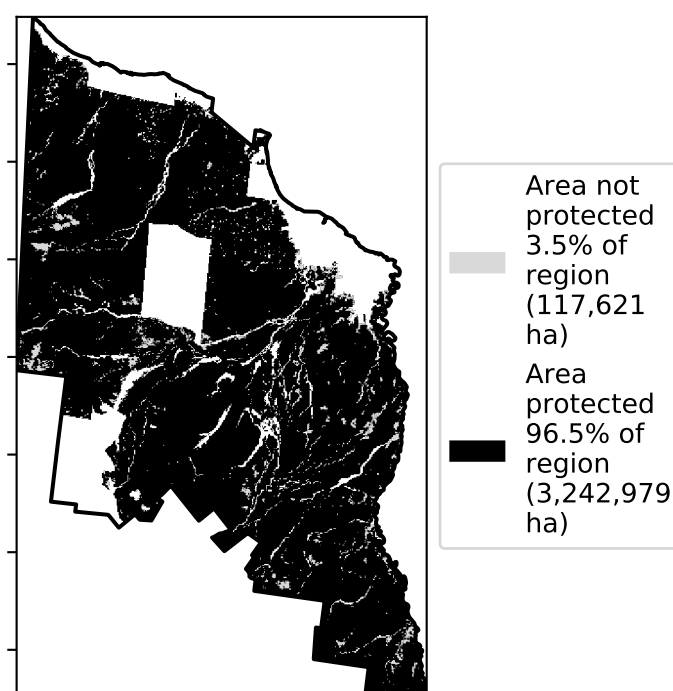 Area not
protected
3.5% of
region
(117,621
ha)
Area
protected
96.5% of
region
(3,242,979
ha)